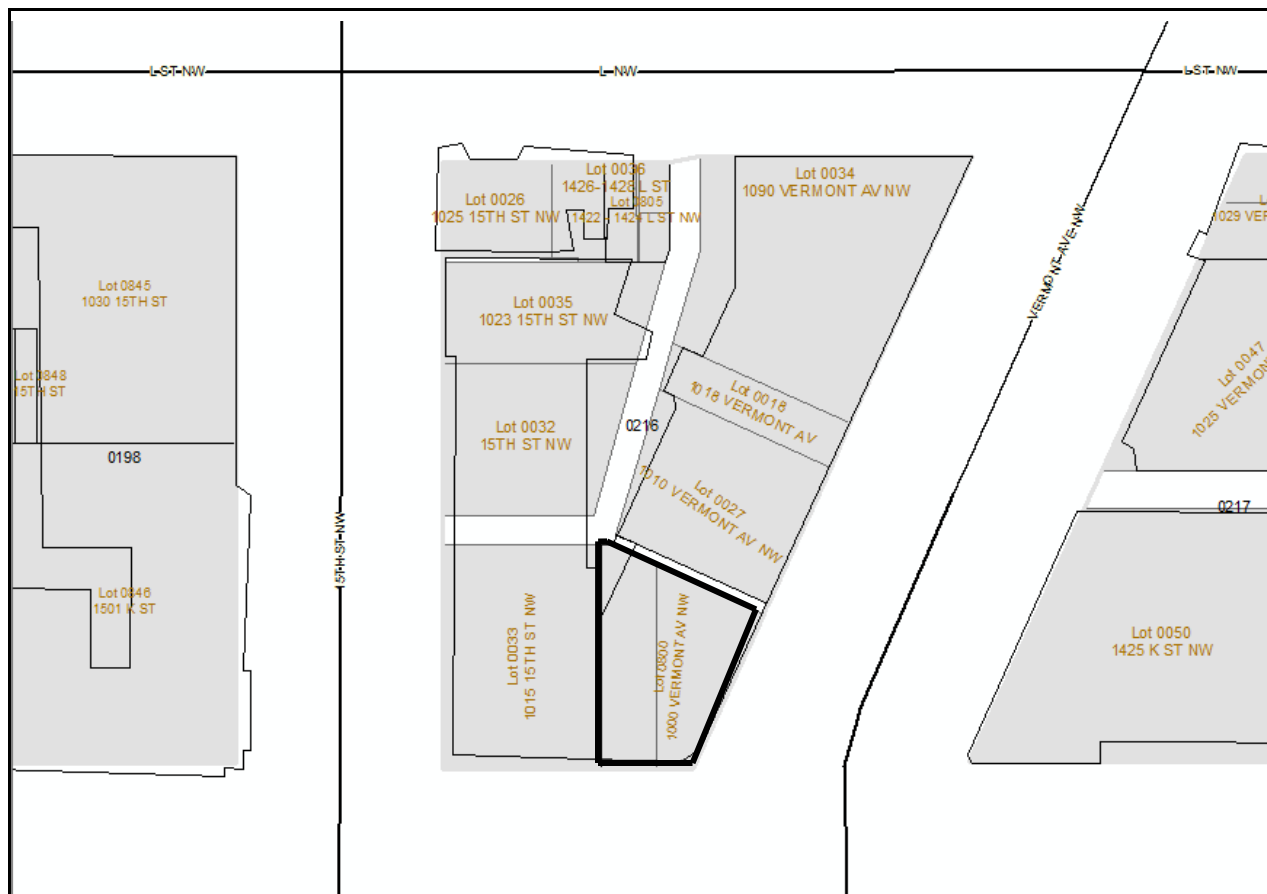 L ST NW
L NW
L ST NW
Lot 0026
1025 15TH ST NW
Lot 0036
1426-1428 L ST
Lot 0805
1422 - 1424 L ST NW
Lot 0034
1090 VERMONT AV NW
1029 VER
Lot 0845
1030 15TH ST
Lot 0035
1023 15TH ST NW
VERMONT AVE NW
Lot 0848
15TH ST
Lot 0018
1018 VERMONT AV
Lot 0047
1025 VERMON
Lot 0032
15TH ST NW
0216
0198
Lot 0027
1010 VERMONT AV NW
0217
15TH ST NW
Lot 0846
1501 K ST
Lot 0033
1015 15TH ST NW
Lot 0800
1000 VERMONT AV NW
Lot 0050
1425 K ST NW